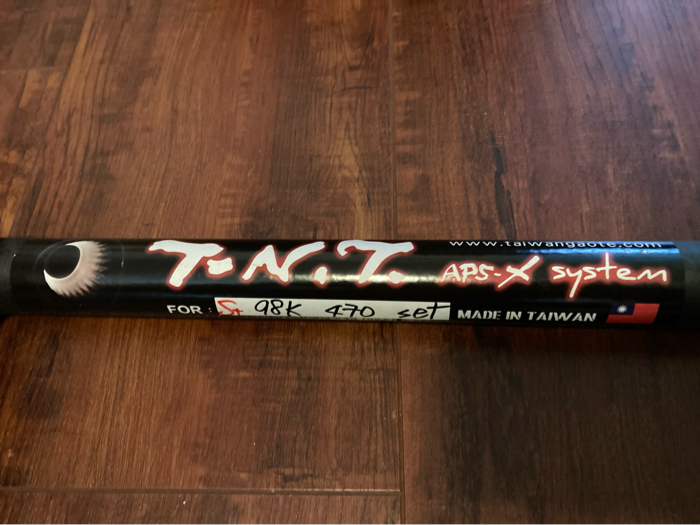 www.taiwangaote.com
T.N.T. APS-X system
FOR : S+ 98K 470 set MADE IN TAIWAN